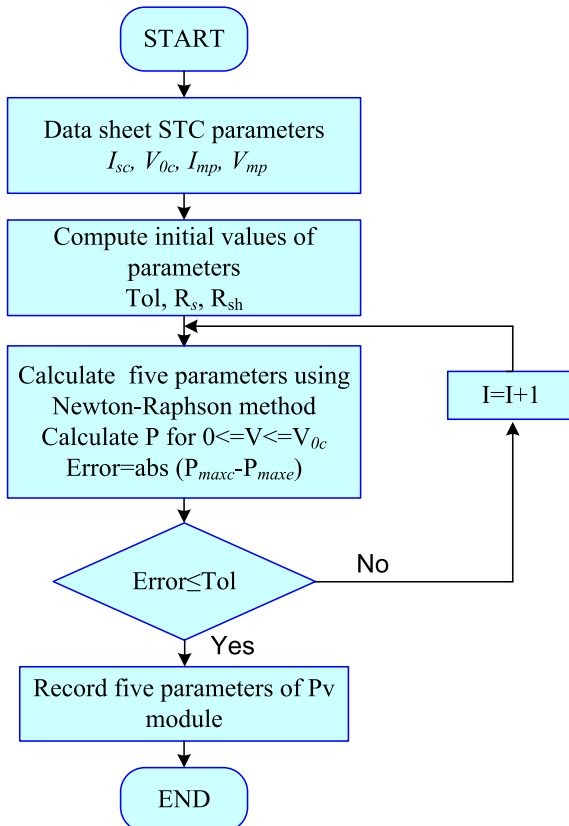 START
Data sheet STC parameters
Isc, V0c, Imp, Vmp
Compute initial values of
parameters
Tol, Rs, Rsh
Calculate five parameters using
Newton-Raphson method
Calculate P for 0<=V<=V0c
Error=abs (Pmaxc-Pmaxe)
I=I+1
Error≤Tol
No
Yes
Record five parameters of Pv
module
END